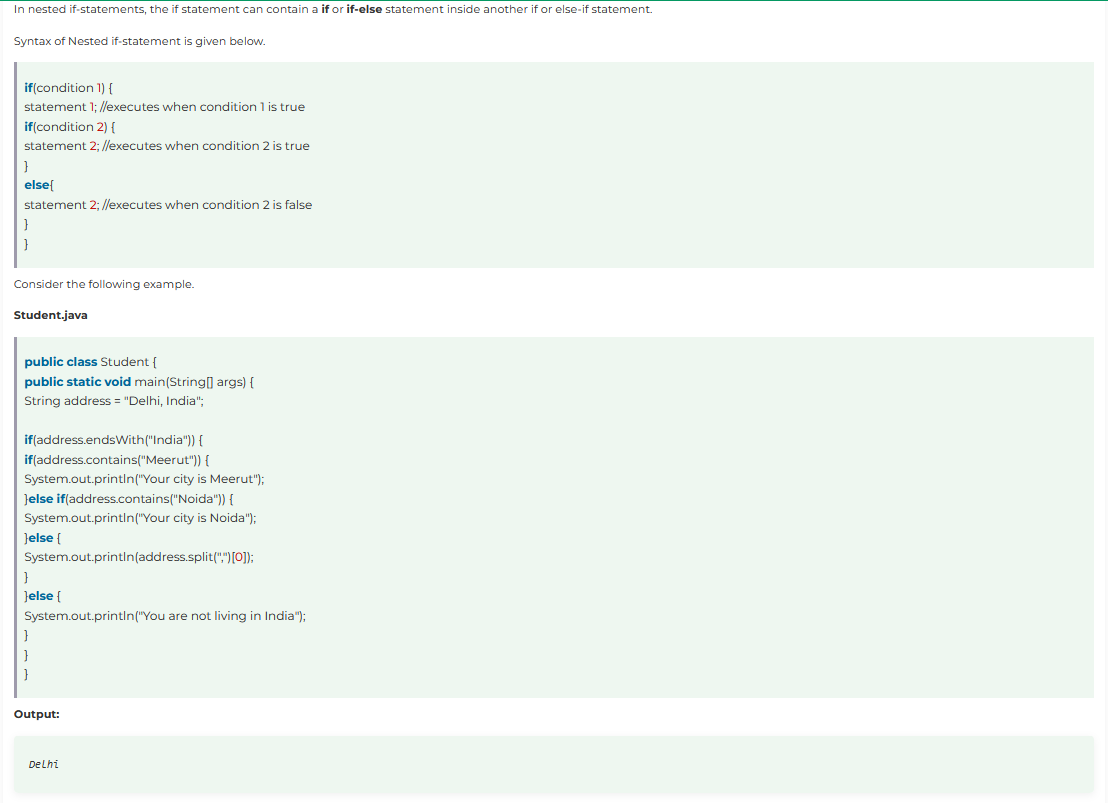 In nested if-statements, the if statement can contain a if or if-else statement inside another if or else-if statement.
Syntax of Nested if-statement is given below.
if(condition 1) {
statement 1; //executes when condition 1 is true
if(condition 2) {
statement 2; //executes when condition 2 is true
}
else{
statement 2; //executes when condition 2 is false
}
}
Consider the following example.
Student.java
public class Student {
public static void main(String[] args) {
String address = "Delhi, India";
if(address.endsWith("India")) {
if(address.contains("Meerut")) {
System.out.println("Your city is Meerut");
}else if(address.contains("Noida")) {
System.out.println("Your city is Noida");
}else {
System.out.println(address.split(",")[0]);
}
}else {
System.out.println("You are not living in India");
}
}
}
Output:
Delhi